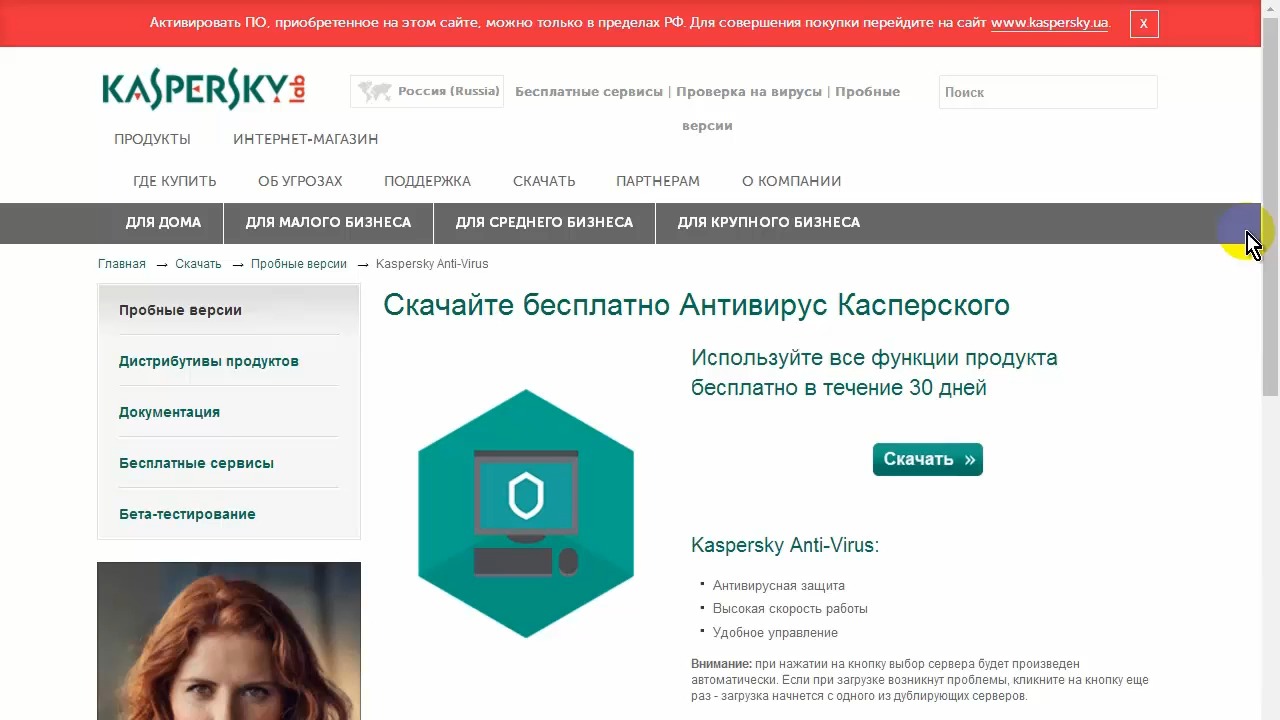 Активировать ПО, приобретенное на этом сайте, можно только в пределах РФ. Для совершения покупки перейдите на сайт www.kaspersky.ua. X
KASPERSKY lab
Россия (Russia)
Бесплатные сервисы | Проверка на вирусы | Пробные
версии
Поиск
ПРОДУКТЫ ИНТЕРНЕТ-МАГАЗИН
ГДЕ КУПИТЬ ОБ УГРОЗАХ ПОДДЕРЖКА СКАЧАТЬ ПАРТНЕРАМ О КОМПАНИИ
ДЛЯ ДОМА ДЛЯ МАЛОГО БИЗНЕСА ДЛЯ СРЕДНЕГО БИЗНЕСА ДЛЯ КРУПНОГО БИЗНЕСА
Главная → Скачать → Пробные версии → Kaspersky Anti-Virus
Пробные версии
Дистрибутивы продуктов
Документация
Бесплатные сервисы
Бета-тестирование
Скачайте бесплатно Антивирус Касперского
Используйте все функции продукта
бесплатно в течение 30 дней
Скачать »
Kaspersky Anti-Virus:
Антивирусная защита
Высокая скорость работы
Удобное управление
Внимание: при нажатии на кнопку выбор сервера будет произведен
автоматически. Если при загрузке возникнут проблемы, кликните на кнопку еще
раз - загрузка начнется с одного из дублирующих серверов.